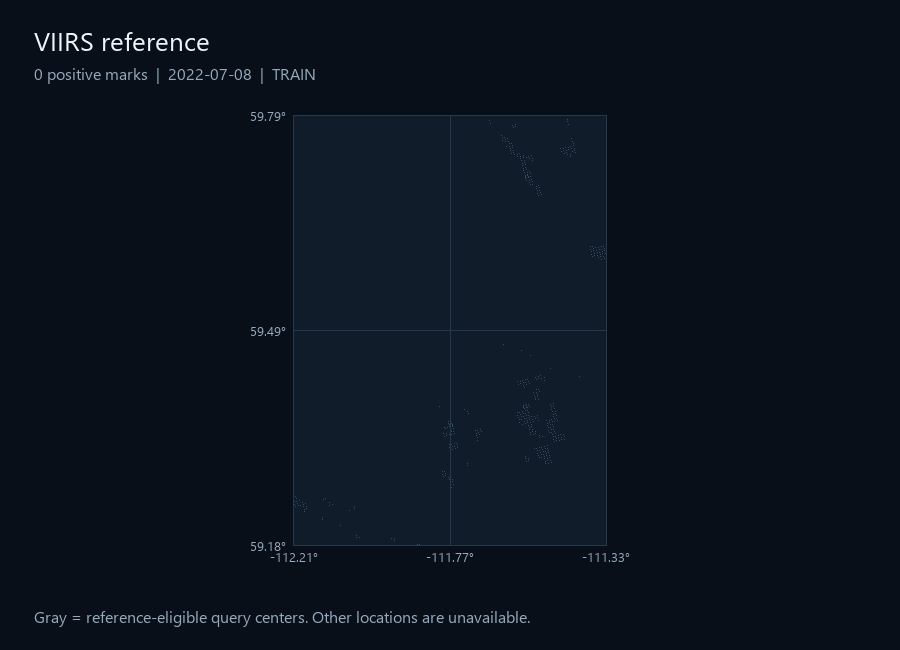 VIIRS reference
0 positive marks | 2022-07-08 | TRAIN
59.79°
59.49°
59.18°
-112.21° -111.77° -111.33°
Gray = reference-eligible query centers. Other locations are unavailable.